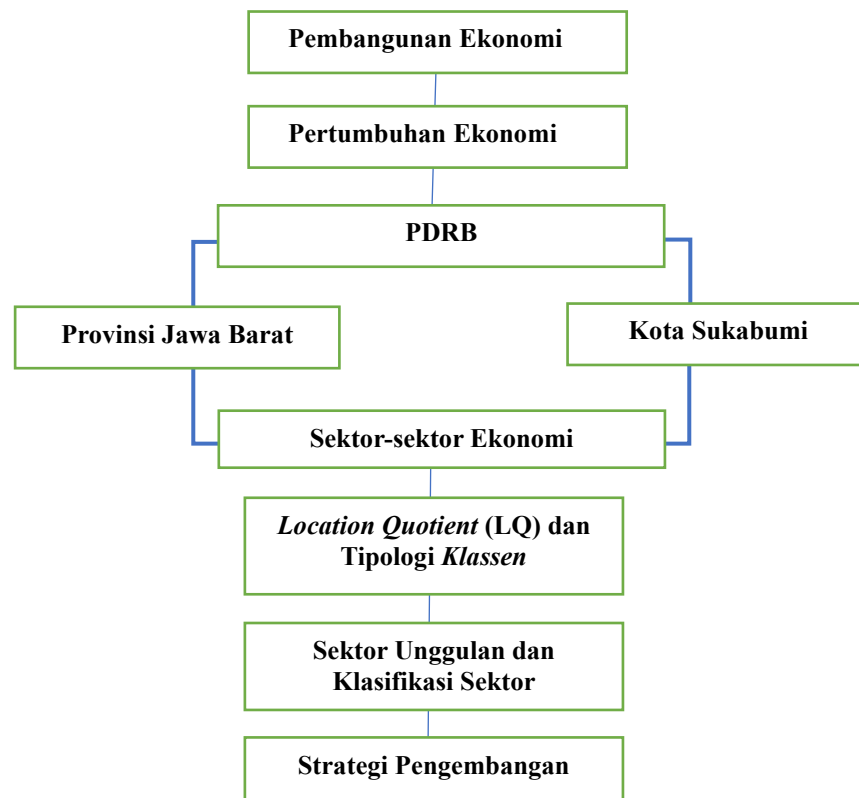 Pembangunan Ekonomi
Pertumbuhan Ekonomi
PDRB
Provinsi Jawa Barat
Kota Sukabumi
Sektor-sektor Ekonomi
Location Quotient (LQ) dan
Tipologi Klassen
Sektor Unggulan dan
Klasifikasi Sektor
Strategi Pengembangan